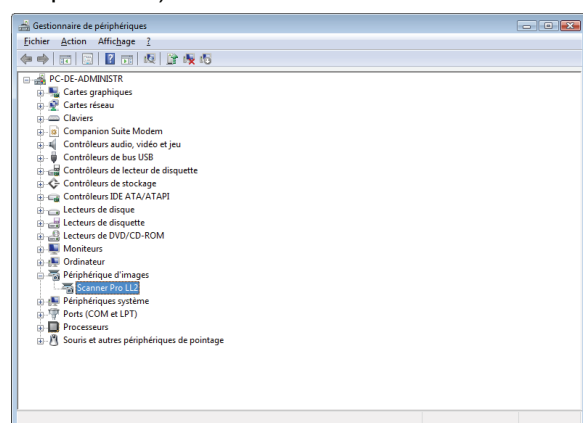 Gestionnaire de périphériques
Fichier Action Affichage ?
PC-DE-ADMINISTR
Cartes graphiques
Cartes réseau
Claviers
Companion Suite Modem
Contrôleurs audio, vidéo et jeu
Contrôleurs de bus USB
Contrôleurs de lecteur de disquette
Contrôleurs de stockage
Contrôleurs IDE ATA/ATAPI
Lecteurs de disque
Lecteurs de disquette
Lecteurs de DVD/CD-ROM
Moniteurs
Ordinateur
Périphérique d'images
Scanner Pro LL2
Périphériques système
Ports (COM et LPT)
Processeurs
Souris et autres périphériques de pointage